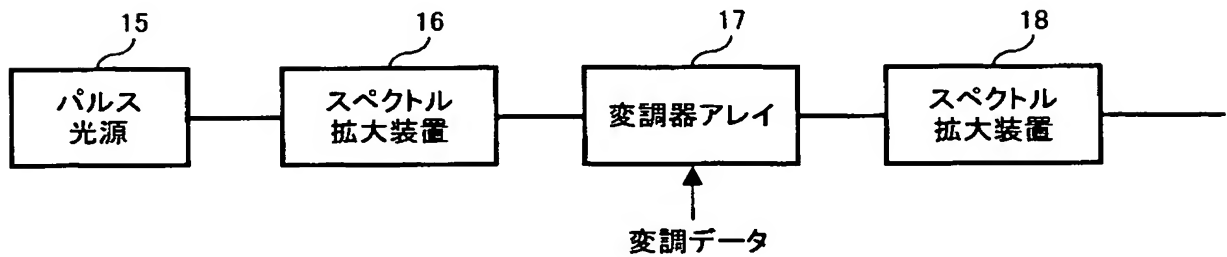 15
16
17
18
パルス
光源
スペクトル
拡大装置
変調器アレイ
スペクトル
拡大装置
変調データ